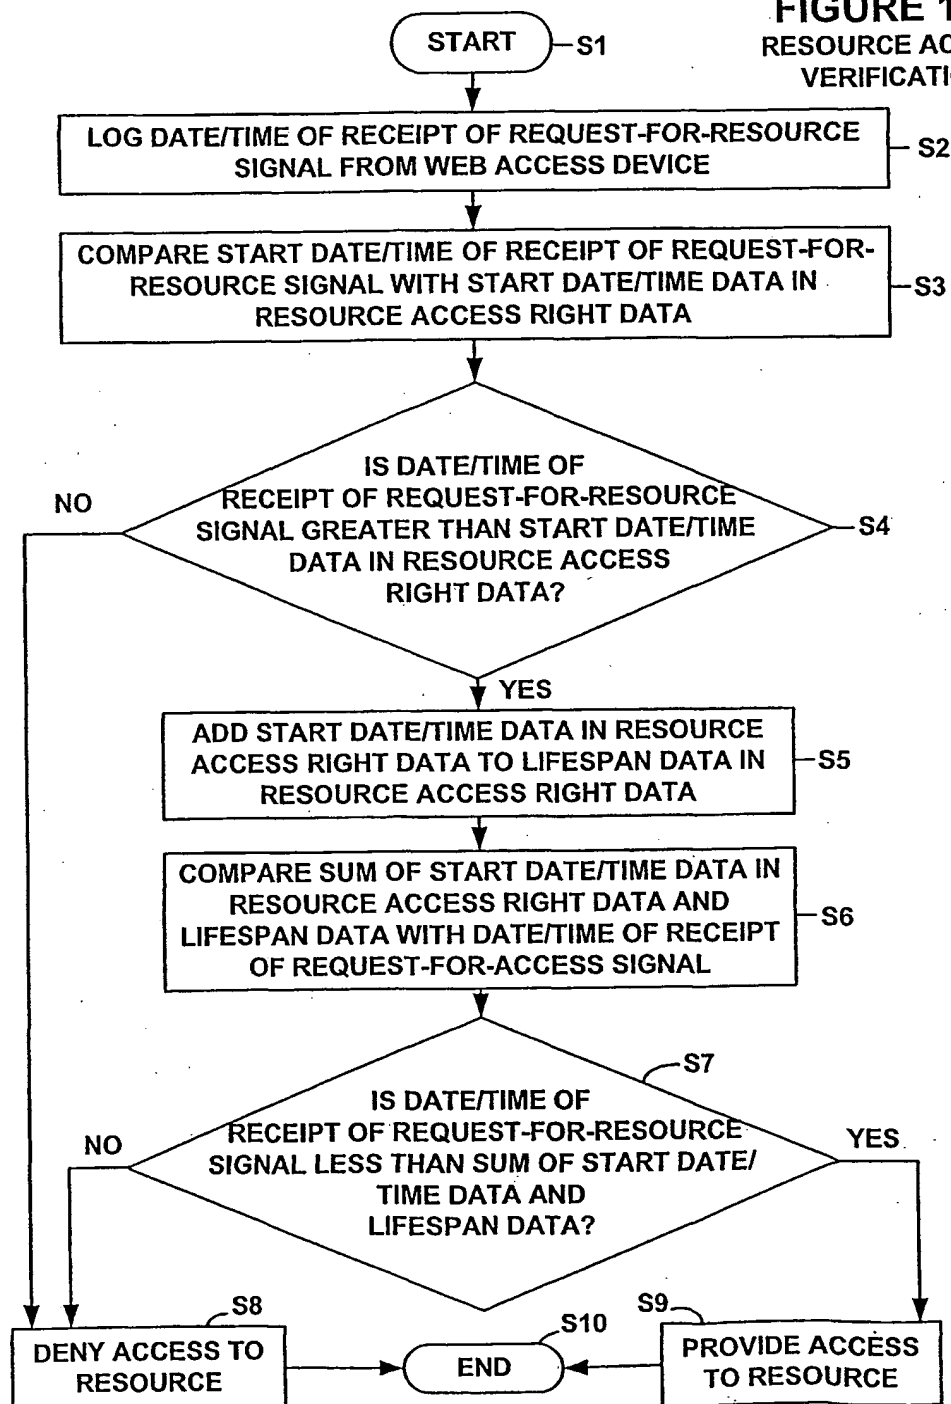 FIGURE 1
RESOURCE AC
VERIFICATI
START
S1
LOG DATE/TIME OF RECEIPT OF REQUEST-FOR-RESOURCE
SIGNAL FROM WEB ACCESS DEVICE
S2
COMPARE START DATE/TIME OF RECEIPT OF REQUEST-FOR-
RESOURCE SIGNAL WITH START DATE/TIME DATA IN
RESOURCE ACCESS RIGHT DATA
S3
IS DATE/TIME OF
RECEIPT OF REQUEST-FOR-RESOURCE
SIGNAL GREATER THAN START DATE/TIME
DATA IN RESOURCE ACCESS
RIGHT DATA?
S4
NO
YES
ADD START DATE/TIME DATA IN RESOURCE
ACCESS RIGHT DATA TO LIFESPAN DATA IN
RESOURCE ACCESS RIGHT DATA
S5
COMPARE SUM OF START DATE/TIME DATA IN
RESOURCE ACCESS RIGHT DATA AND
LIFESPAN DATA WITH DATE/TIME OF RECEIPT
OF REQUEST-FOR-ACCESS SIGNAL
S6
S7
IS DATE/TIME OF
RECEIPT OF REQUEST-FOR-RESOURCE
SIGNAL LESS THAN SUM OF START DATE/
TIME DATA AND
LIFESPAN DATA?
NO
YES
S8
DENY ACCESS TO
RESOURCE
S10
END
S9
PROVIDE ACCESS
TO RESOURCE